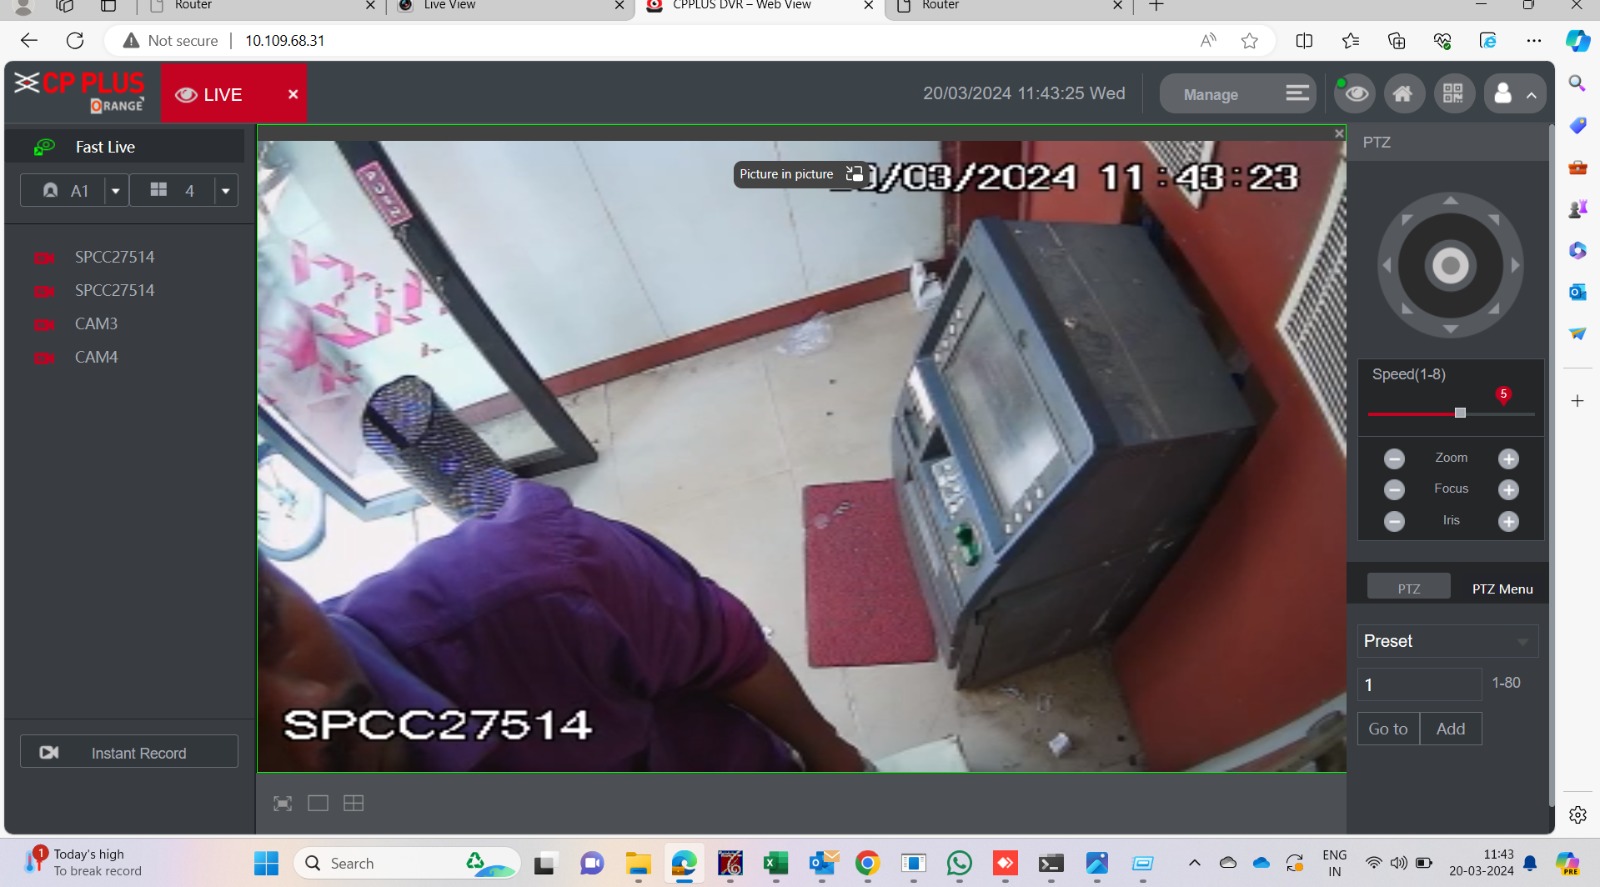 Router
Live View
CPPLUS DVR – Web View
Router
Not secure
10.109.68.31
CP PLUS
ORANGE
LIVE
20/03/2024 11:43:25 Wed
Manage
Fast Live
PTZ
A1
4
Picture in picture
/03/2024 11:43:23
SPCC27514
SPCC27514
CAM3
CAM4
Speed(1-8)
5
Zoom
Focus
Iris
PTZ
PTZ Menu
Preset
1
1-80
Go to
Add
SPCC27514
Instant Record
1
Today's high
To break record
Search
ENG
IN
11:43
20-03-2024
PRE